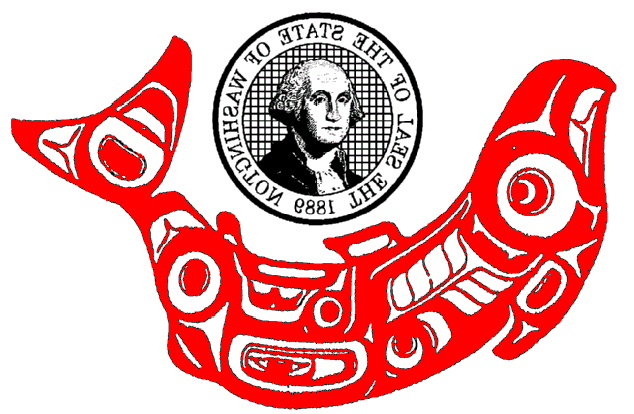 THE SEAL OF THE STATE OF WASHINGTON
1889